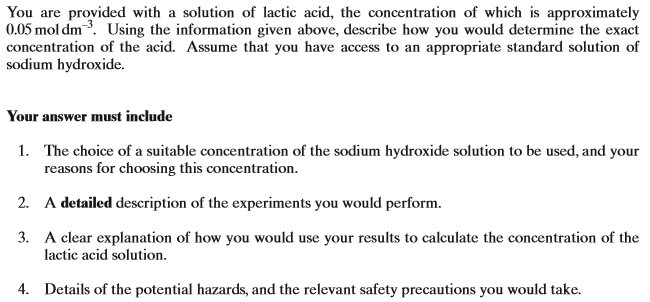 You are provided with a solution of lactic acid, the concentration of which is approximately
0.05 mol dm⁻³. Using the information given above, describe how you would determine the exact
concentration of the acid. Assume that you have access to an appropriate standard solution of
sodium hydroxide.
Your answer must include
1. The choice of a suitable concentration of the sodium hydroxide solution to be used, and your
reasons for choosing this concentration.
2. A detailed description of the experiments you would perform.
3. A clear explanation of how you would use your results to calculate the concentration of the
lactic acid solution.
4. Details of the potential hazards, and the relevant safety precautions you would take.